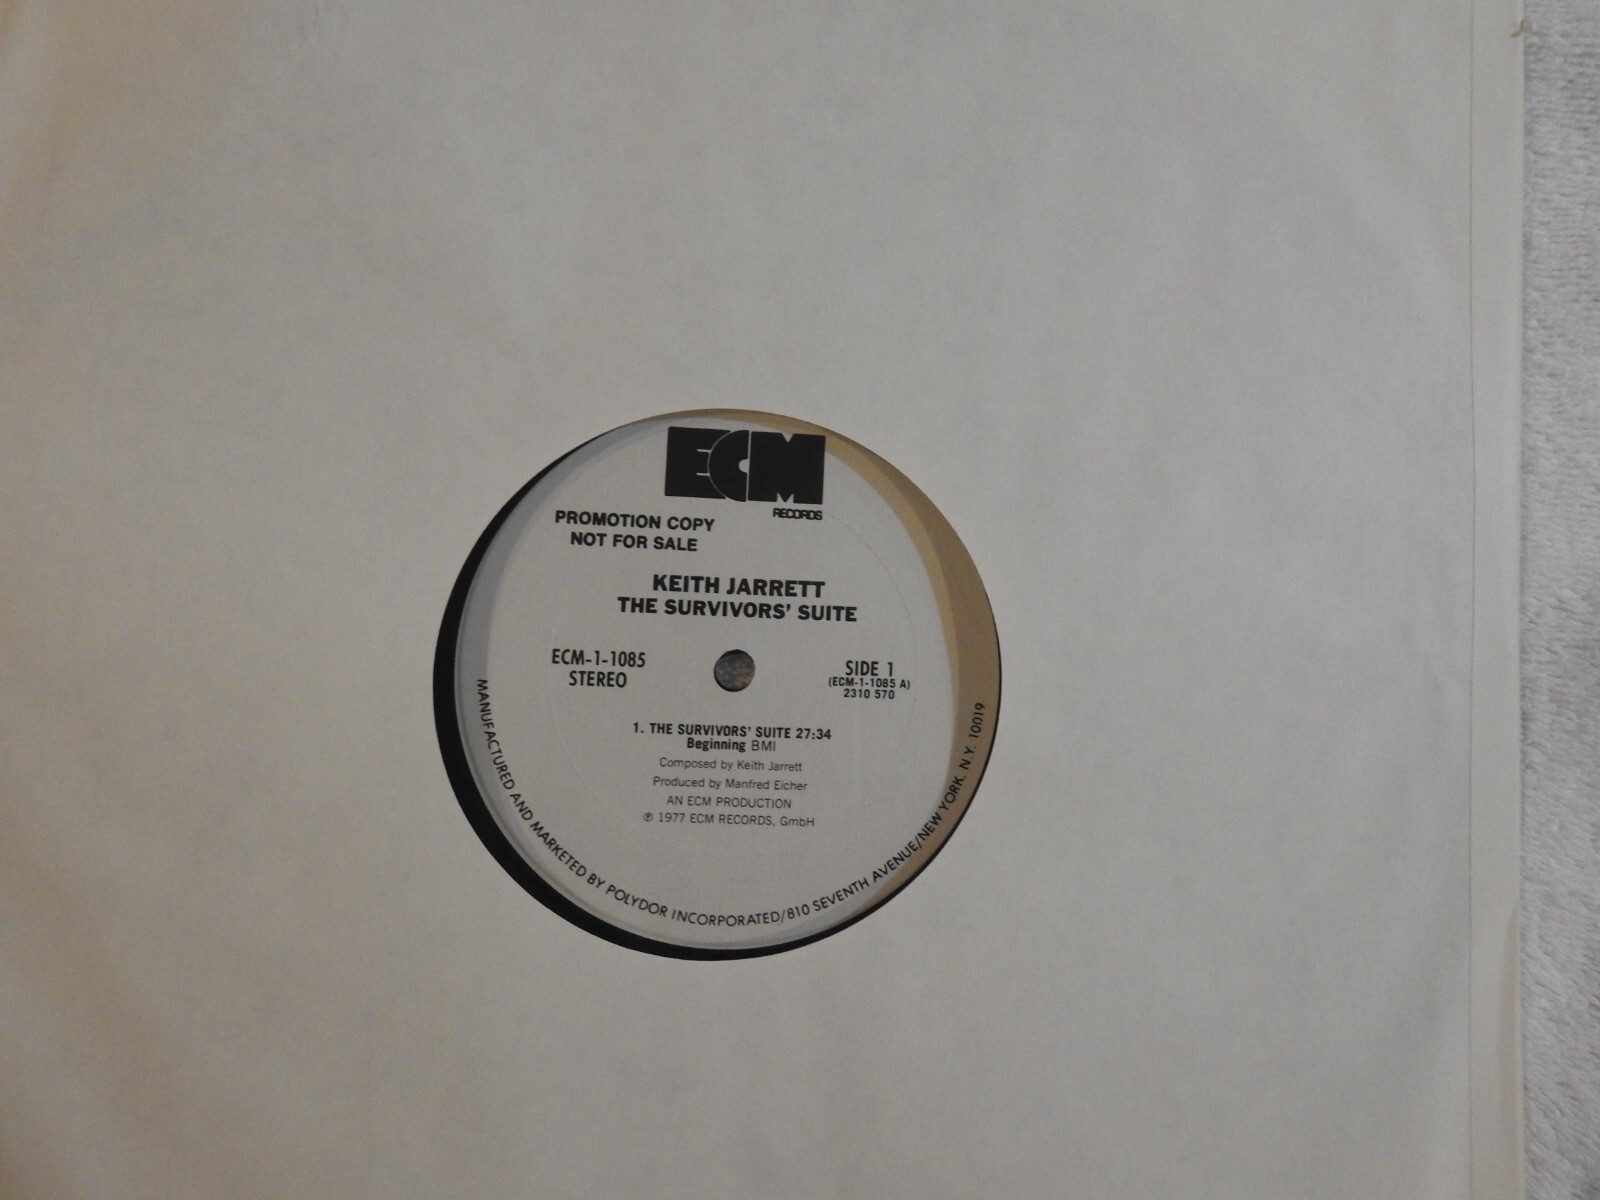 ECM
RECORDS
PROMOTION COPY
NOT FOR SALE
KEITH JARRETT
THE SURVIVORS' SUITE
ECM-1-1085
STEREO
SIDE 1
(ECM-1-1085 A)
2310 570
1. THE SURVIVORS' SUITE 27:34
Beginning BMI
Composed by Keith Jarrett
Produced by Manfred Eicher
AN ECM PRODUCTION
℗ 1977 ECM RECORDS, GmbH
MANUFACTURED AND MARKETED BY POLYDOR INCORPORATED/810 SEVENTH AVENUE/NEW YORK. N.Y. 10019